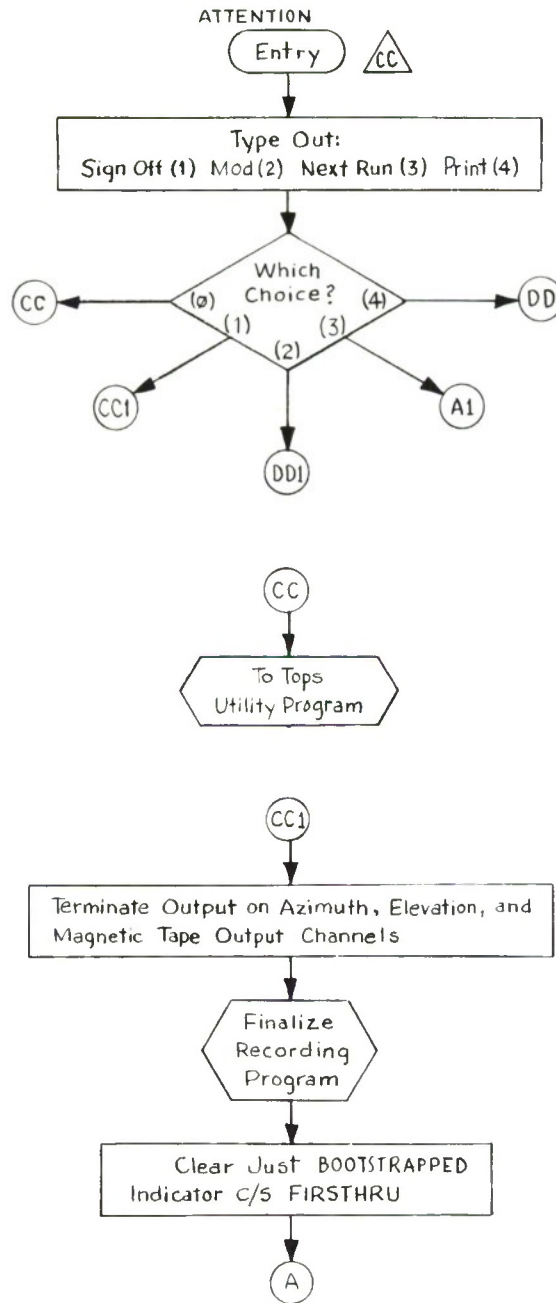 ATTENTION
Entry
CC
Type Out:
Sign Off (1) Mod (2) Next Run (3) Print (4)
Which
Choice?
(ø)
(4)
(1)
(3)
(2)
CC
DD
CC1
A1
DD1
CC
To Tops
Utility Program
CC1
Terminate Output on Azimuth, Elevation, and
Magnetic Tape Output Channels
Finalize
Recording
Program
Clear Just BOOTSTRAPPED
Indicator C/S FIRSTHRU
A